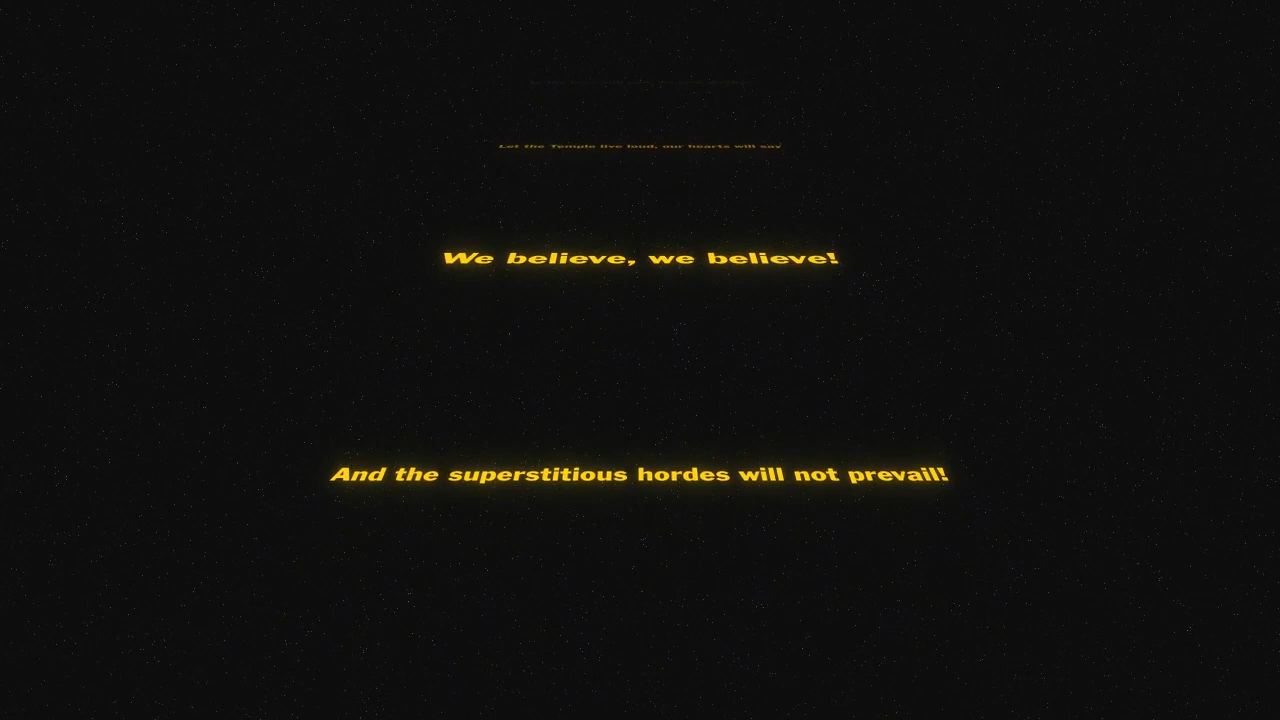 Let the Temple live loud, our hearts will say
We believe, we believe!
And the superstitious hordes will not prevail!